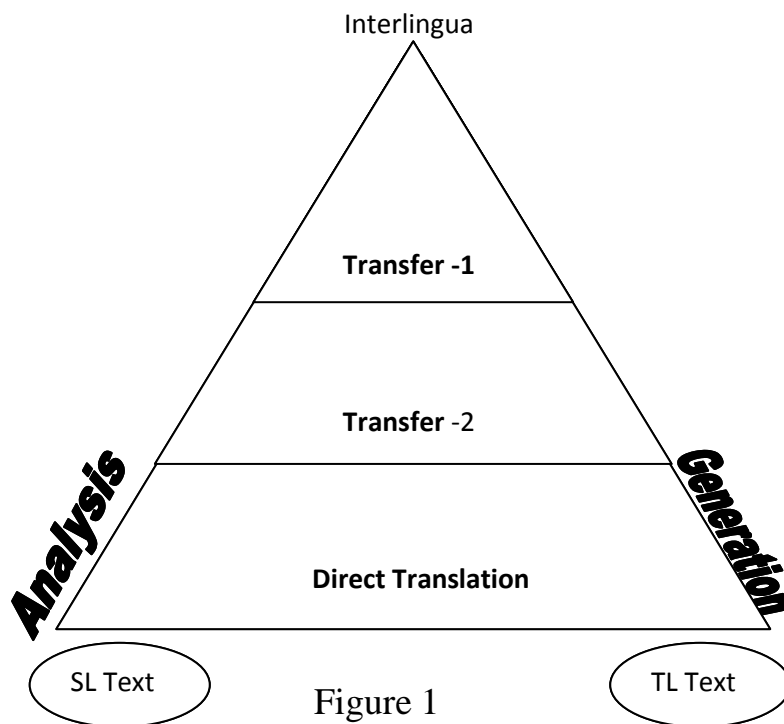 Interlingua
Transfer -1
Transfer -2
Analysis
Generation
Direct Translation
SL Text
TL Text
Figure 1